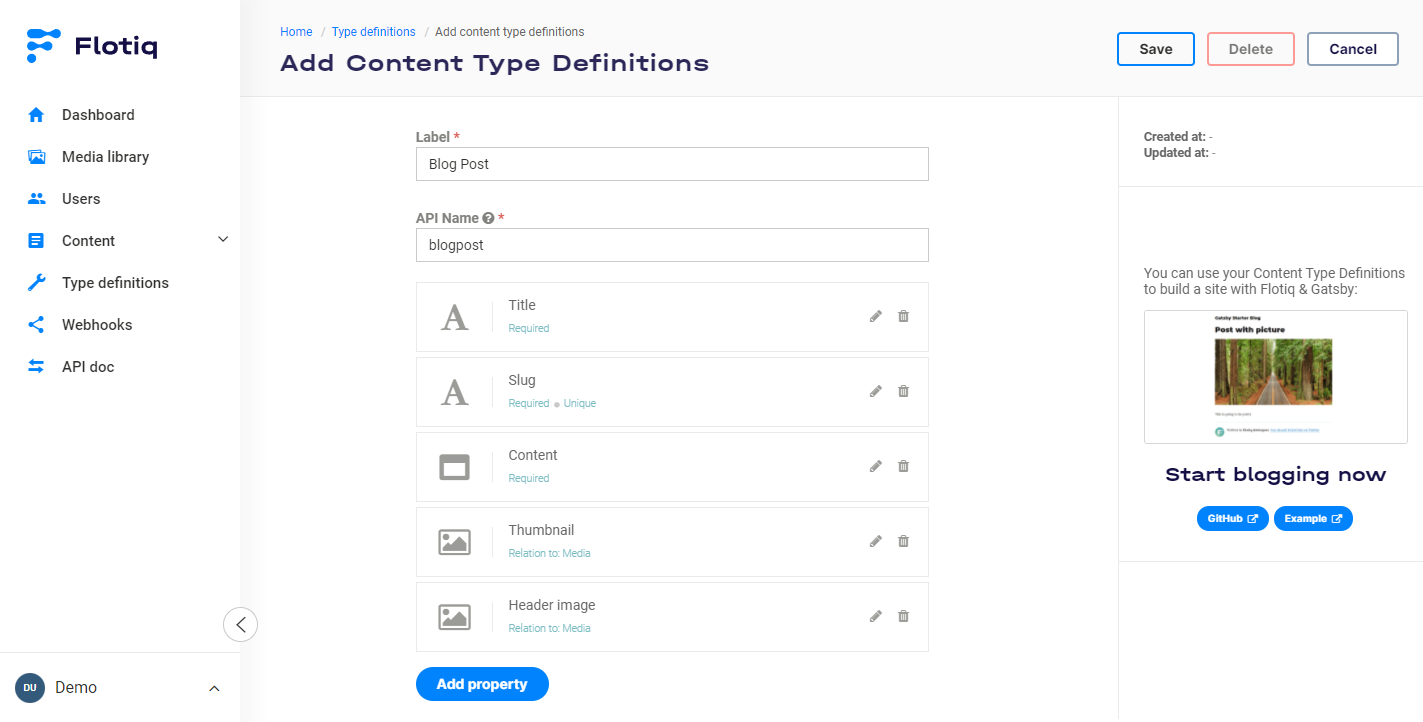 Flotiq
Dashboard
Media library
Users
Content
Type definitions
Webhooks
API doc
DU Demo
Home / Type definitions / Add content type definitions
Add Content Type Definitions
Save
Delete
Cancel
Label *
Blog Post
API Name ? *
blogpost
Title
Required
Slug
Required Unique
Content
Required
Thumbnail
Relation to: Media
Header image
Relation to: Media
Add property
Created at: -
Updated at: -
You can use your Content Type Definitions
to build a site with Flotiq & Gatsby:
Gatsby Starter Blog
Post with picture
Start blogging now
GitHub
Example